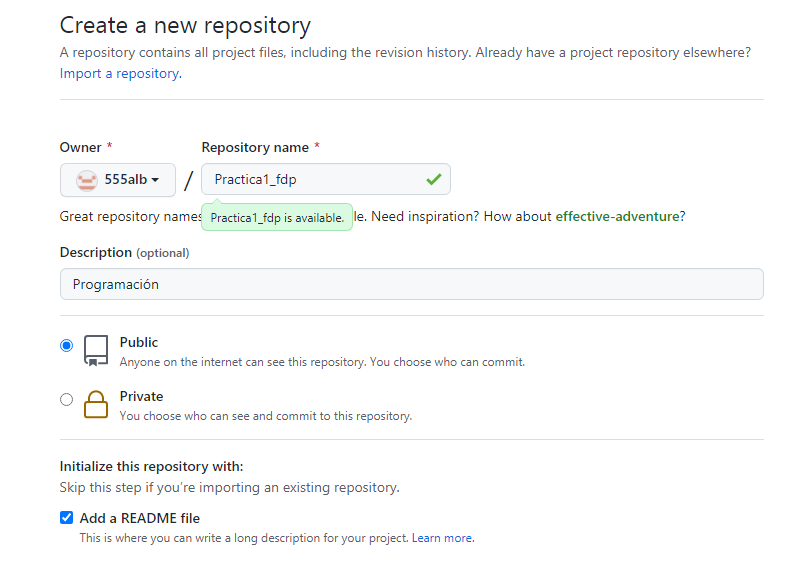 Create a new repository
A repository contains all project files, including the revision history. Already have a project repository elsewhere?
Import a repository.
Owner * Repository name *
555alb / Practica1_fdp
Great repository names le. Need inspiration? How about effective-adventure?
Practica1_fdp is available.
Description (optional)
Programación
Public
Anyone on the internet can see this repository. You choose who can commit.
Private
You choose who can see and commit to this repository.
Initialize this repository with:
Skip this step if you're importing an existing repository.
Add a README file
This is where you can write a long description for your project. Learn more.